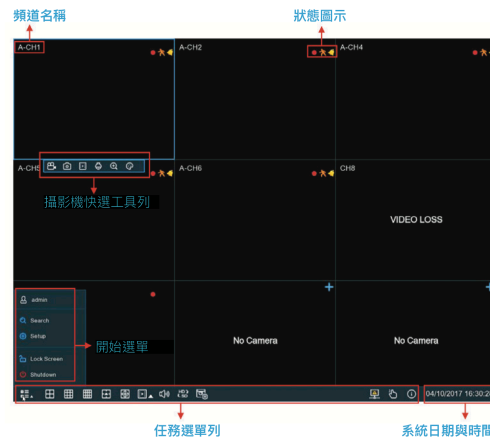 頻道名稱
狀態圖示
A-CH1
A-CH2
A-CH4
A-CH5
A-CH6
CH8
攝影機快選工具列
VIDEO LOSS
admin
Search
Setup
Lock Screen
Shutdown
開始選單
No Camera
No Camera
04/10/2017 16:30:28
任務選單列
系統日期與時間